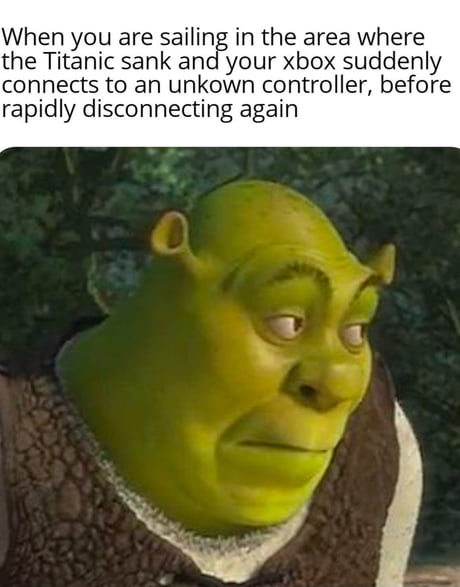 When you are sailing in the area where
the Titanic sank and your xbox suddenly
connects to an unkown controller, before
rapidly disconnecting again